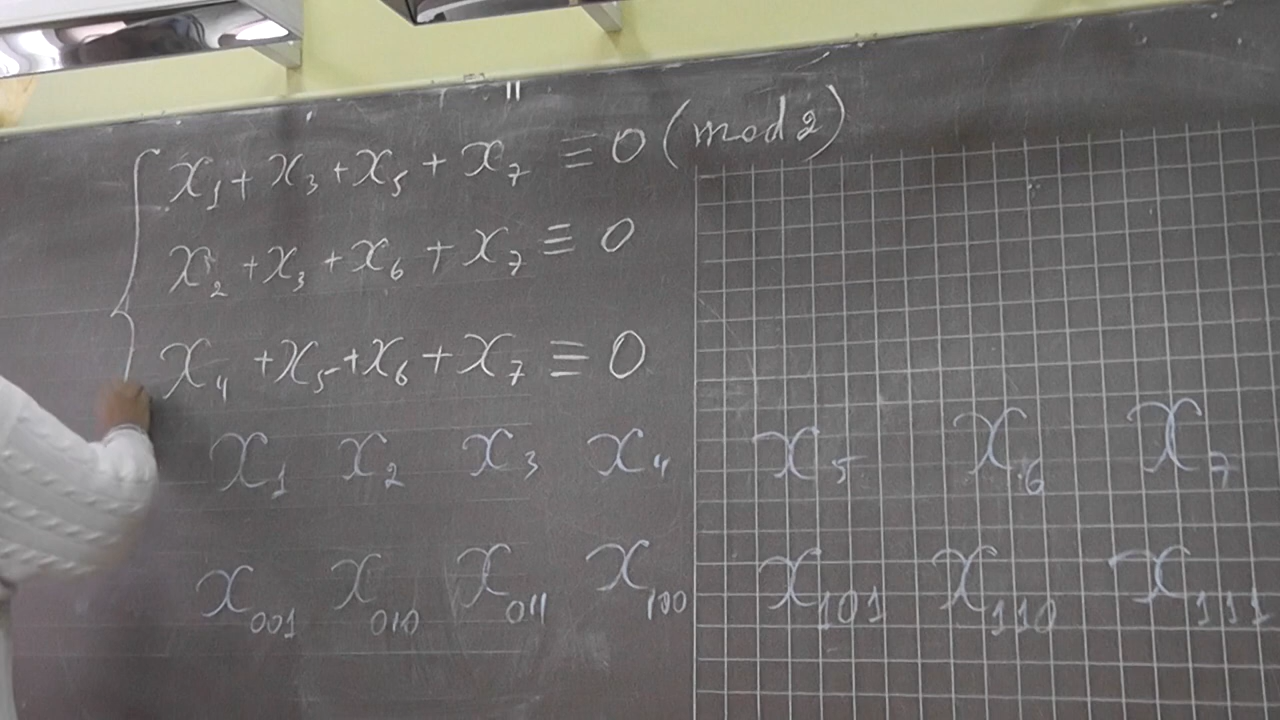 x₁ + x₃ + x₅ + x₇ ≡ 0 (mod 2)
x₂ + x₃ + x₆ + x₇ ≡ 0
x₄ + x₅ + x₆ + x₇ ≡ 0
x₁ x₂ x₃ x₄ x₅ x₆ x₇
x₀₀₁ x₀₁₀ x₀₁₁ x₁₀₀ x₁₀₁ x₁₁₀ x₁₁₁